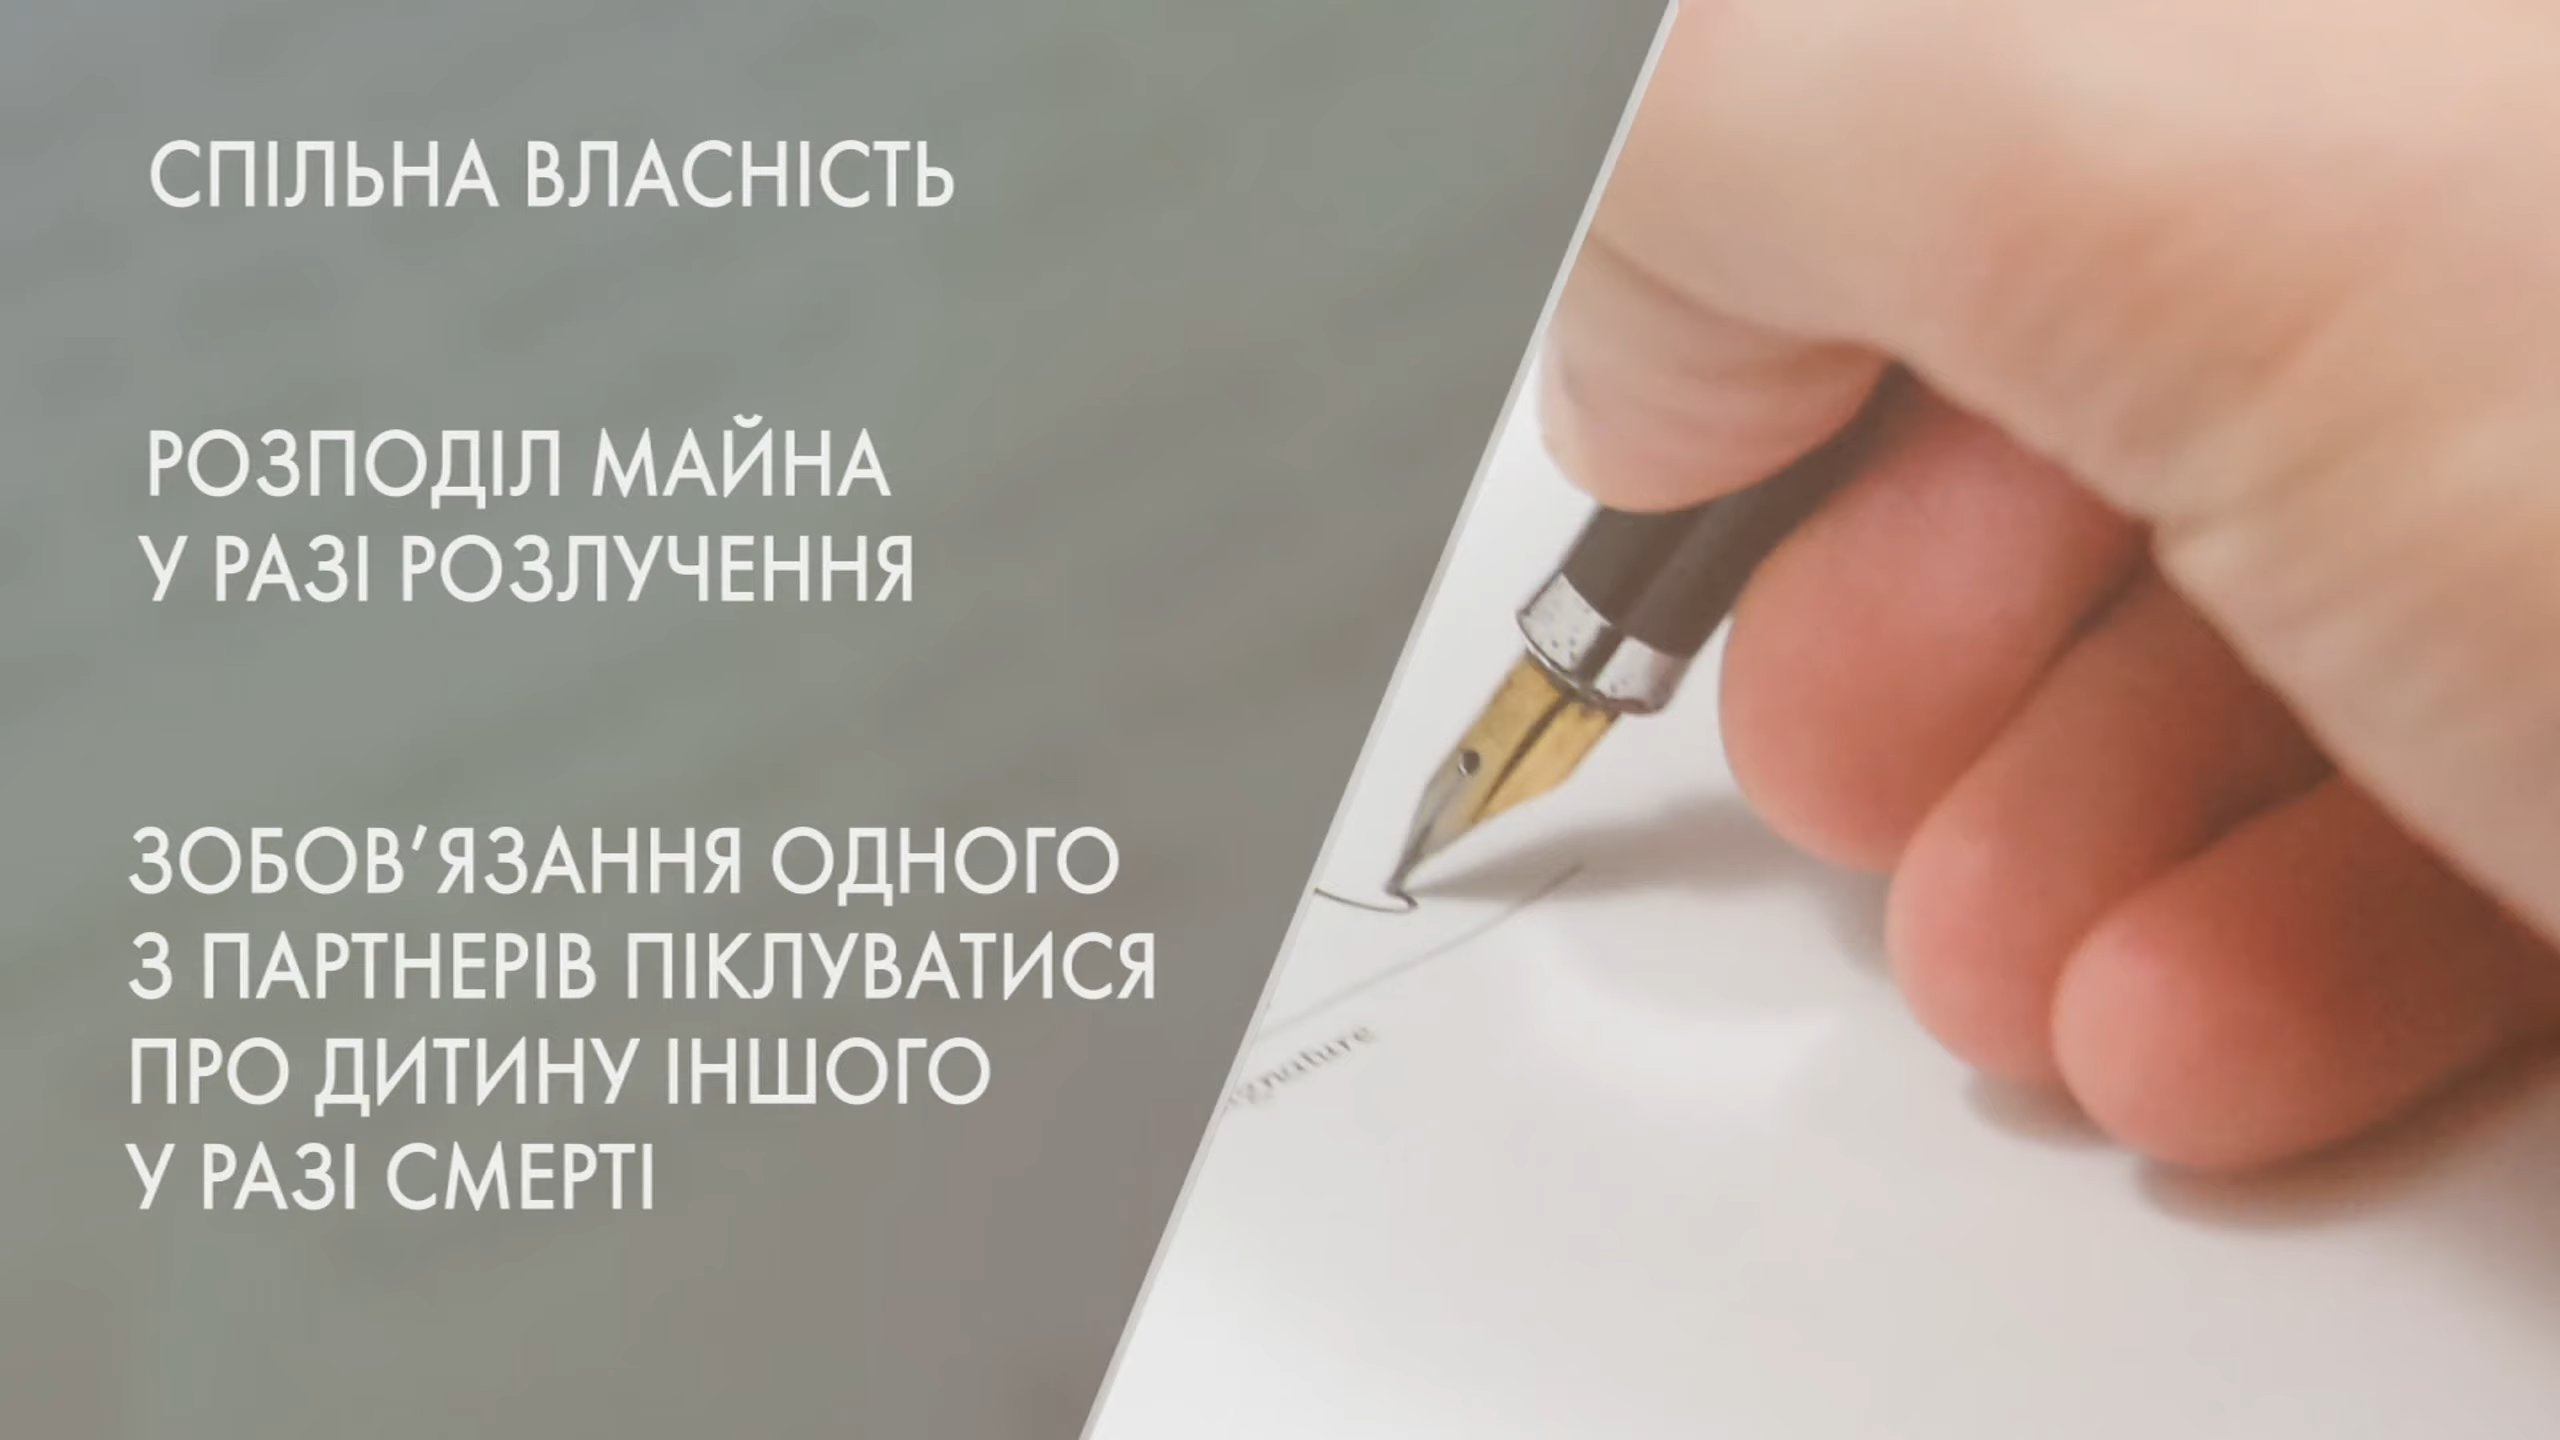 СПІЛЬНА ВЛАСНІСТЬ
РОЗПОДІЛ МАЙНА
У РАЗІ РОЗЛУЧЕННЯ
ЗОБОВ’ЯЗАННЯ ОДНОГО
З ПАРТНЕРІВ ПІКЛУВАТИСЯ
ПРО ДИТИНУ ІНШОГО
У РАЗІ СМЕРТІ